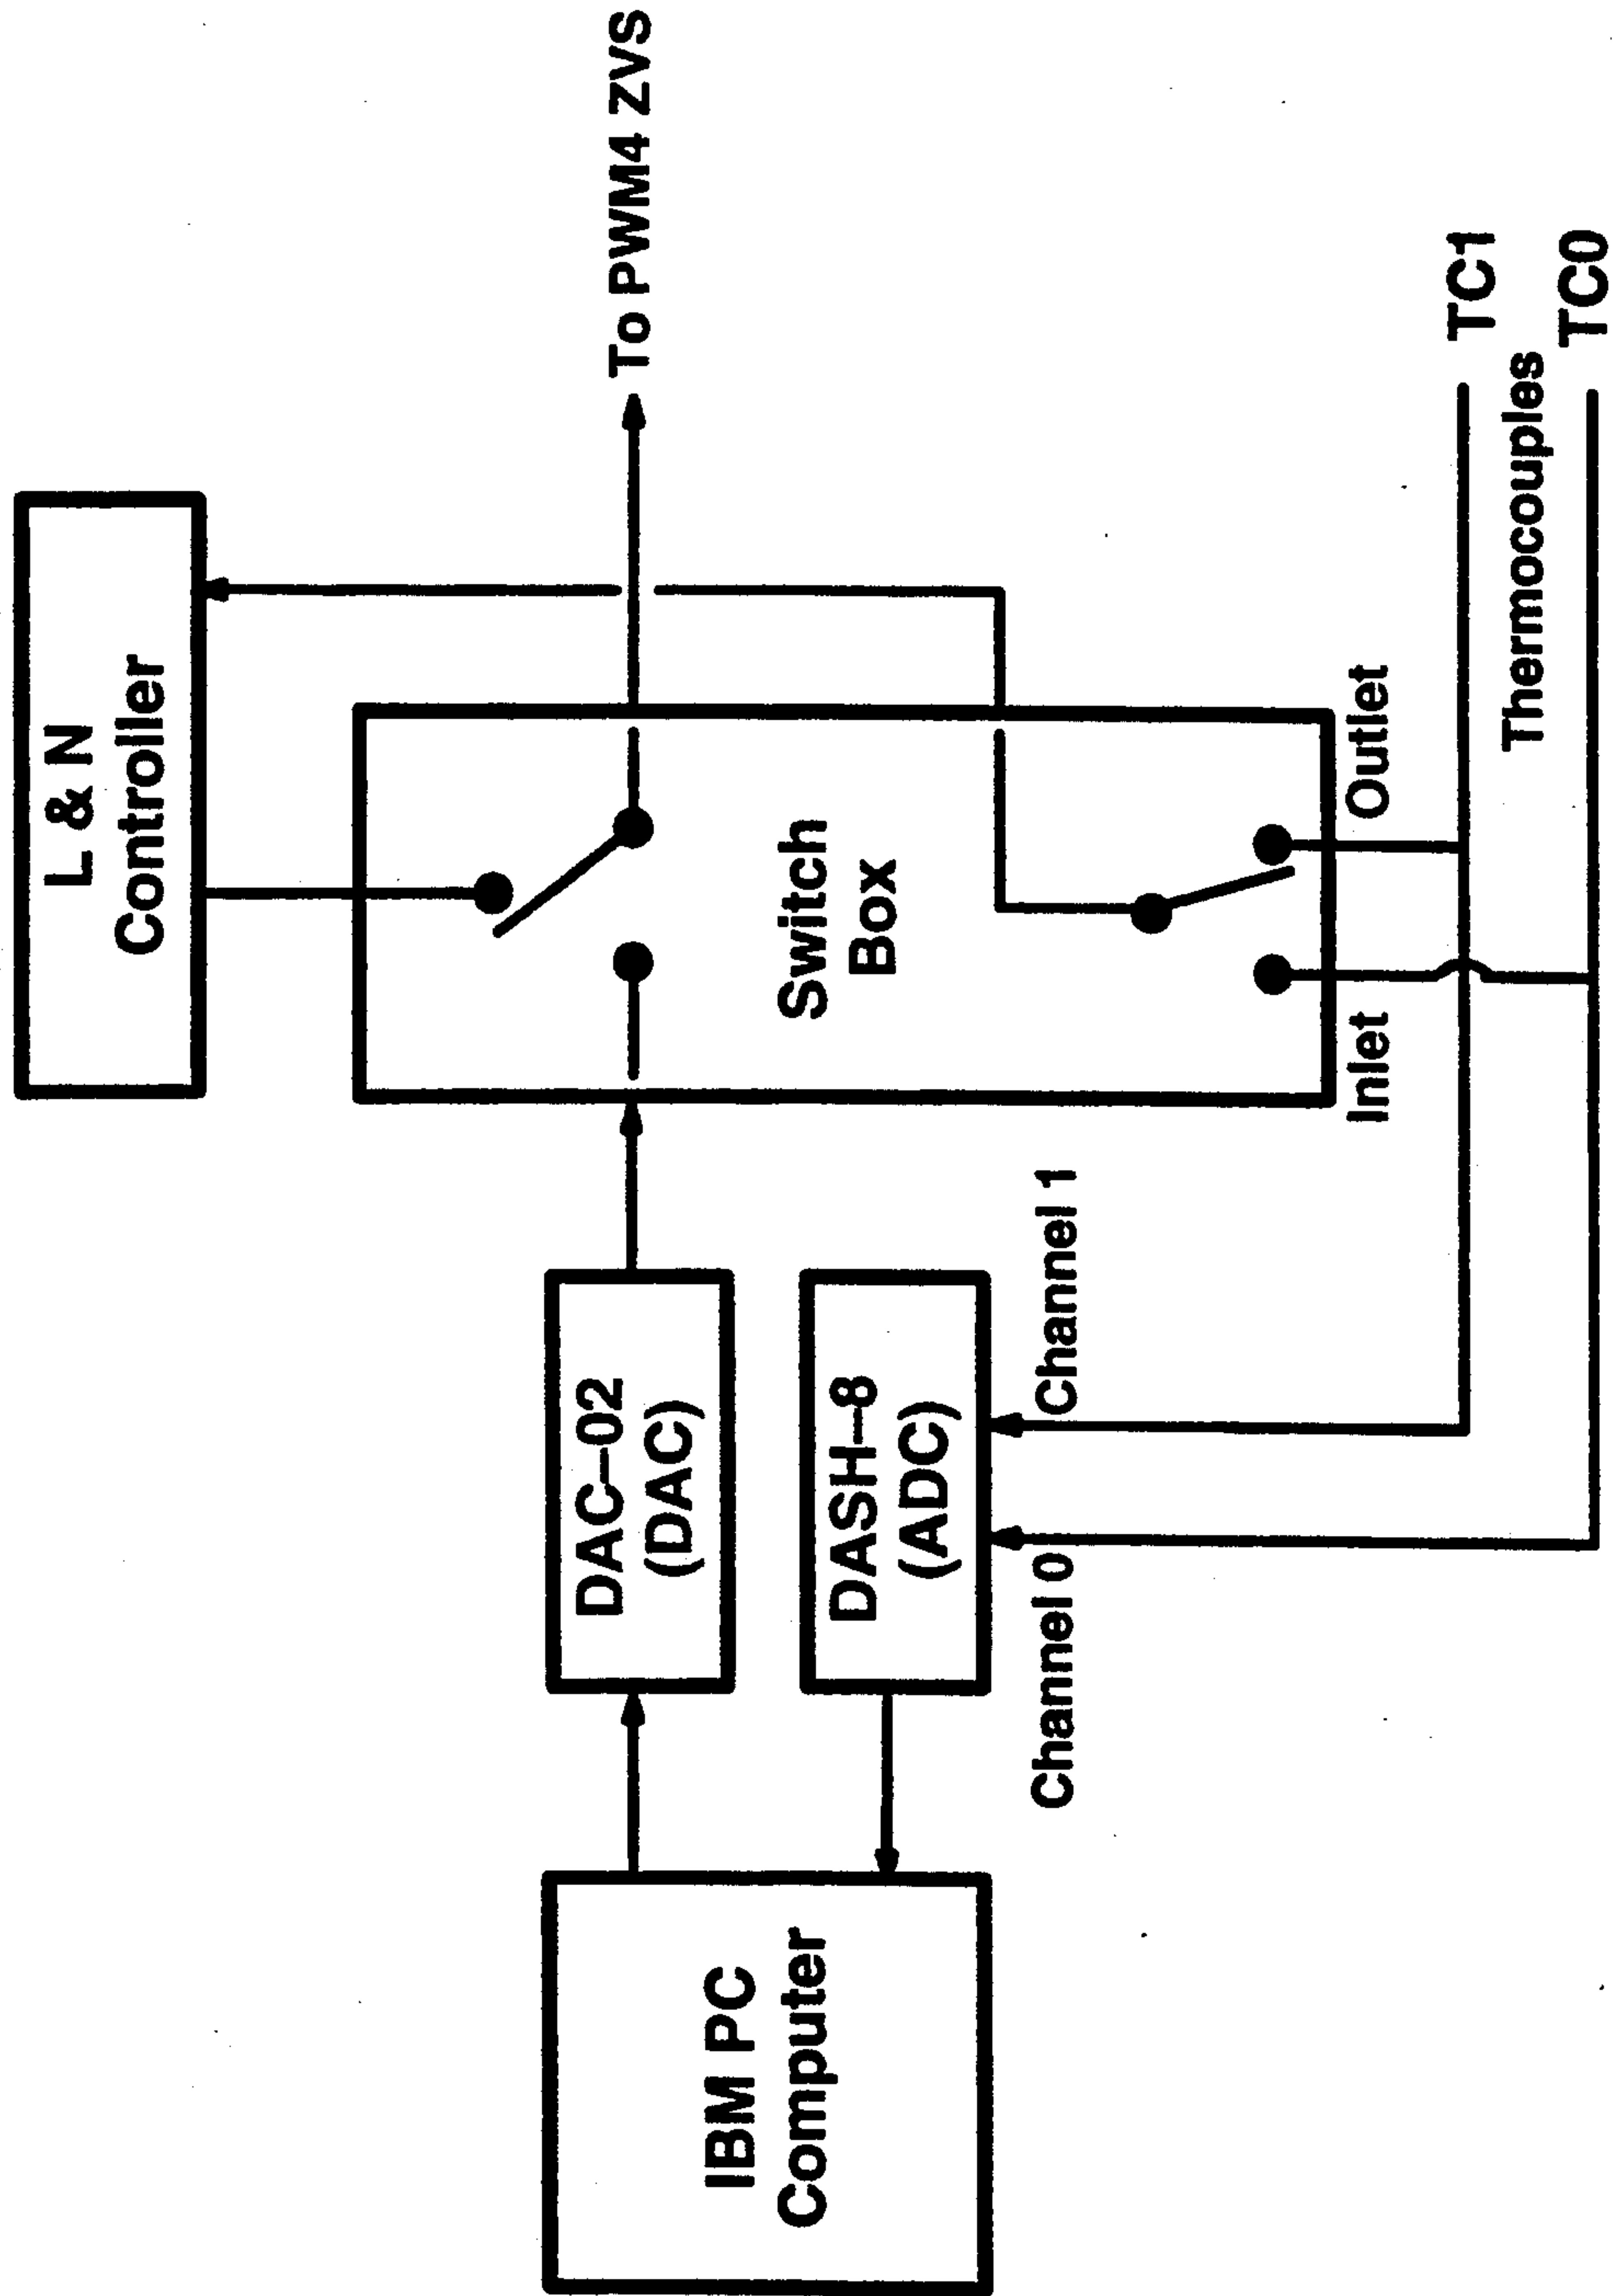 L & N
Controller
To PWM4 ZVS
IBM PC
Computer
DAC–02
(DAC)
DASH–8
(ADC)
Switch
Box
Channel 0
Channel 1
Inlet
Outlet
TC1
Thermocouples
TC0